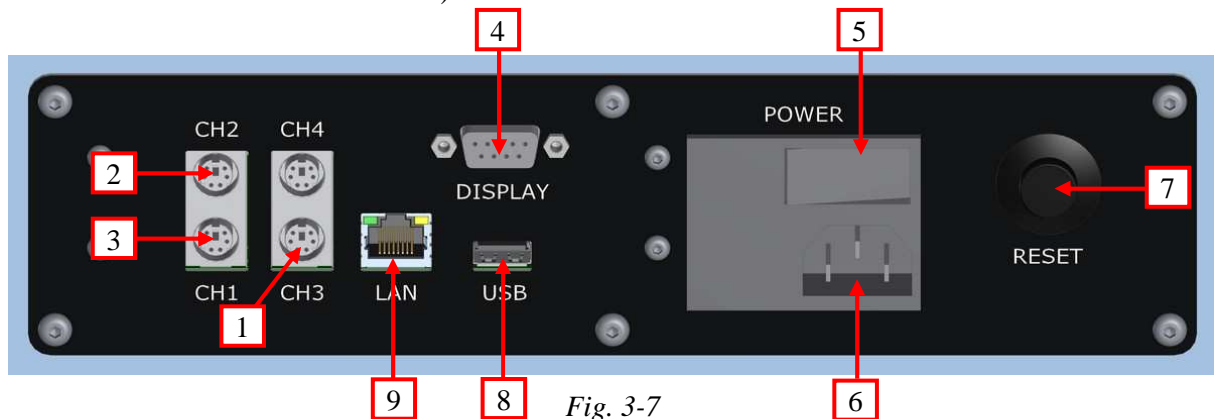 )
4 5
POWER
CH2 CH4
2
DISPLAY
7
3
RESET
CH1 CH3 LAN USB
1
9 8 Fig. 3-7 6